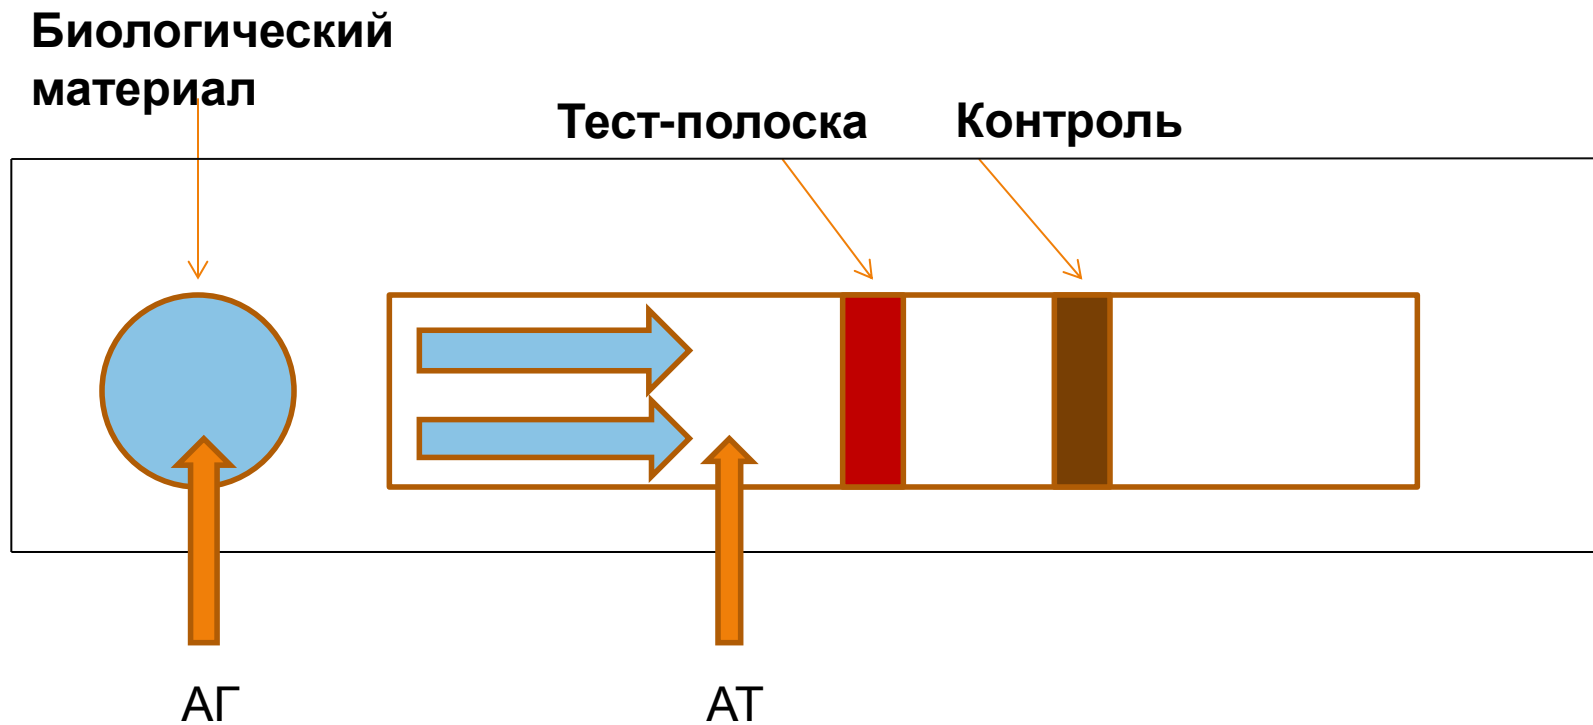 Биологический
материал
Тест-полоска
Контроль
АГ
АТ